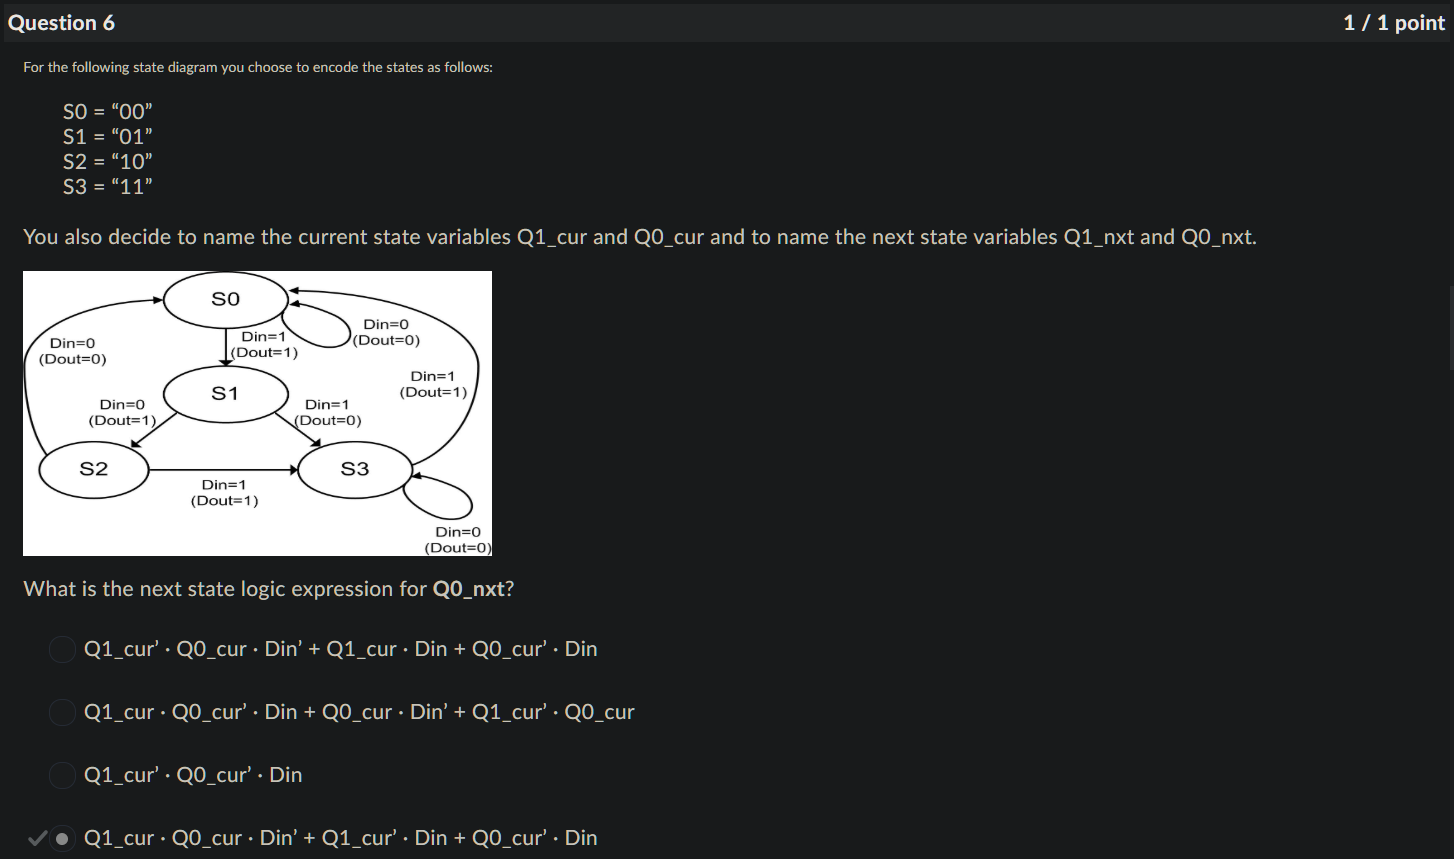 Question 6
1 / 1 point
For the following state diagram you choose to encode the states as follows:
S0 = “00”
S1 = “01”
S2 = “10”
S3 = “11”
You also decide to name the current state variables Q1_cur and Q0_cur and to name the next state variables Q1_nxt and Q0_nxt.
S0
Din=0
(Dout=0)
Din=1
(Dout=1)
Din=0
(Dout=0)
Din=1
(Dout=1)
S1
Din=0
(Dout=1)
Din=1
(Dout=0)
S2
S3
Din=1
(Dout=1)
Din=0
(Dout=0)
What is the next state logic expression for Q0_nxt?
Q1_cur’ · Q0_cur · Din’ + Q1_cur · Din + Q0_cur’ · Din
Q1_cur · Q0_cur’ · Din + Q0_cur · Din’ + Q1_cur’ · Q0_cur
Q1_cur’ · Q0_cur’ · Din
Q1_cur · Q0_cur · Din’ + Q1_cur’ · Din + Q0_cur’ · Din